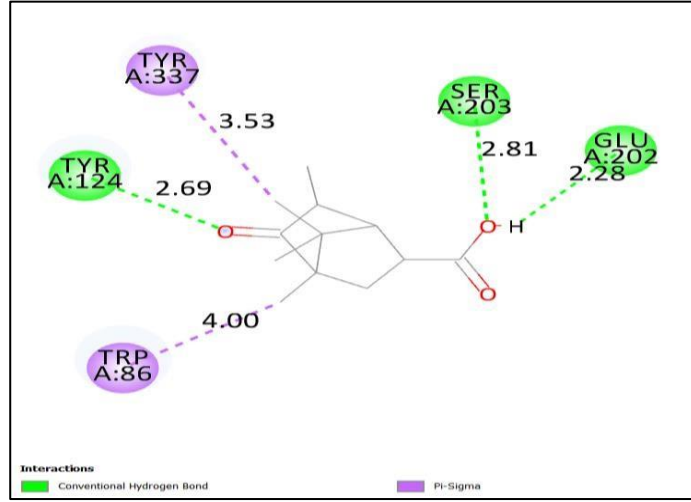 TYR
A:337
SER
A:203
3.53
GLU
A:202
2.81
TYR
A:124
2.28
2.69
O
O H
O
4.00
TRP
A:86
Interactions
Conventional Hydrogen Bond
Pi-Sigma